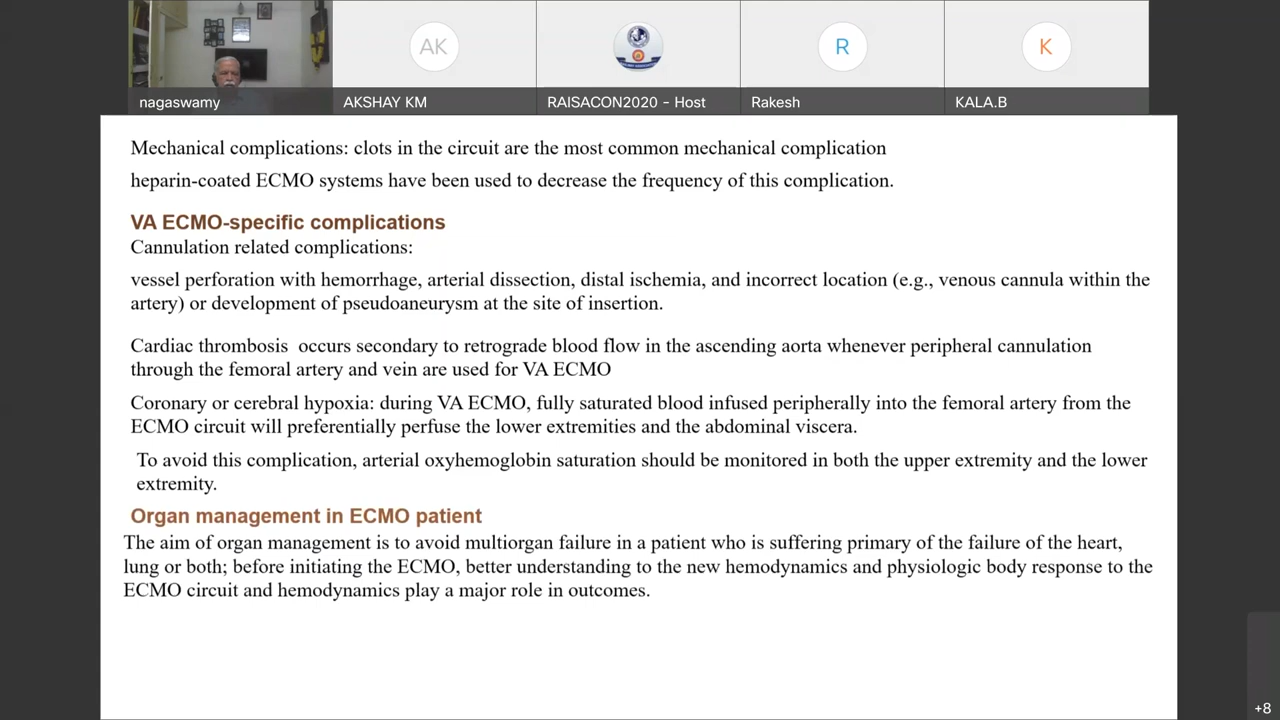 AK
R
K
nagaswamy
AKSHAY KM
RAISACON2020 - Host
Rakesh
KALA.B
Mechanical complications: clots in the circuit are the most common mechanical complication
heparin-coated ECMO systems have been used to decrease the frequency of this complication.
VA ECMO-specific complications
Cannulation related complications:
vessel perforation with hemorrhage, arterial dissection, distal ischemia, and incorrect location (e.g., venous cannula within the
artery) or development of pseudoaneurysm at the site of insertion.
Cardiac thrombosis occurs secondary to retrograde blood flow in the ascending aorta whenever peripheral cannulation
through the femoral artery and vein are used for VA ECMO
Coronary or cerebral hypoxia: during VA ECMO, fully saturated blood infused peripherally into the femoral artery from the
ECMO circuit will preferentially perfuse the lower extremities and the abdominal viscera.
To avoid this complication, arterial oxyhemoglobin saturation should be monitored in both the upper extremity and the lower
extremity.
Organ management in ECMO patient
The aim of organ management is to avoid multiorgan failure in a patient who is suffering primary of the failure of the heart,
lung or both; before initiating the ECMO, better understanding to the new hemodynamics and physiologic body response to the
ECMO circuit and hemodynamics play a major role in outcomes.
+8